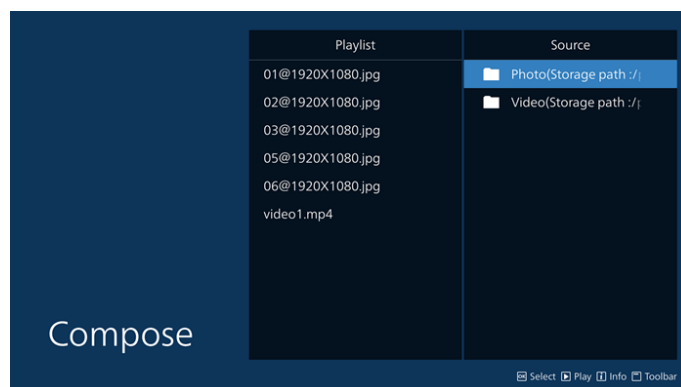 Playlist
Source
01@1920X1080.jpg
02@1920X1080.jpg
03@1920X1080.jpg
05@1920X1080.jpg
06@1920X1080.jpg
video1.mp4
Photo(Storage path :/
Video(Storage path :/
Compose
OK Select Play i Info Toolbar